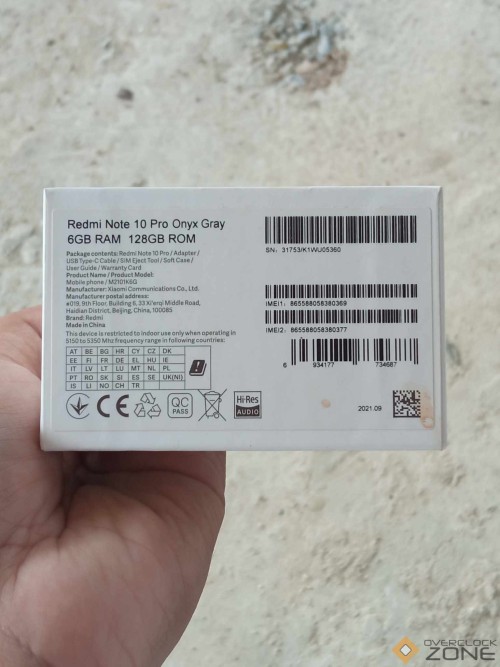 Redmi Note 10 Pro Onyx Gray
6GB RAM 128GB ROM
Package contents: Redmi Note 10 Pro / Adapter /
USB Type-C Cable / SIM Eject Tool / Soft Case /
User Guide / Warranty Card
Product Name / Product Model:
Mobile phone / M2101K6G
Manufacturer: Xiaomi Communications Co., Ltd.
Manufacturer postal address:
#019, 9th Floor, Building 6, 33 Xi'erqi Middle Road,
Haidian District, Beijing, China, 100085
Brand: Redmi
Made in China
This device is restricted to indoor use only when operating in
5150 to 5350 Mhz frequency range in following countries:
AT BE BG HR CY CZ DK
EE FI FR DE EL HU IE
IT LV LT LU MT NL PL
PT RO SK SI ES SE UK(NI)
IS LI NO CH TR
CE
QC
PASS
Hi-Res
AUDIO
SN: 31753/K1WU05360
IMEI1: 865588058380369
IMEI2: 865588058380377
6 934177 734687
2021.09
OVERCLOCK
ZONE